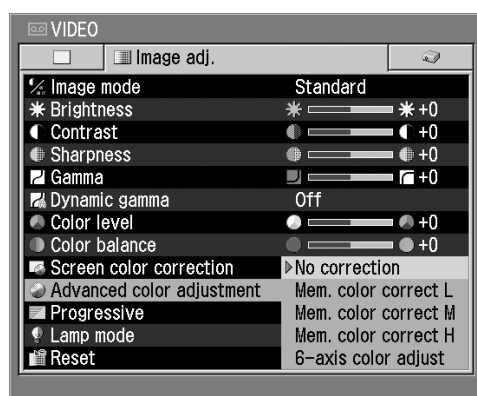 VIDEO
Image adj.
Image mode Standard
Brightness +0
Contrast +0
Sharpness +0
Gamma +0
Dynamic gamma Off
Color level +0
Color balance +0
Screen color correction No correction
Advanced color adjustment Mem. color correct L
Progressive Mem. color correct M
Lamp mode Mem. color correct H
Reset 6-axis color adjust